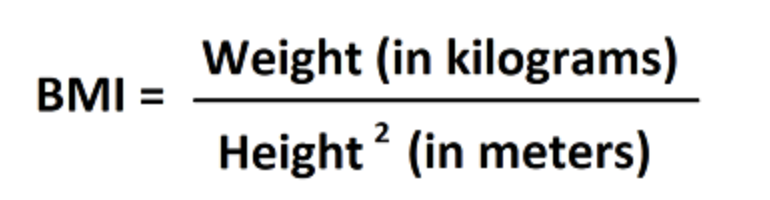 BMI = Weight (in kilograms)
Height ² (in meters)